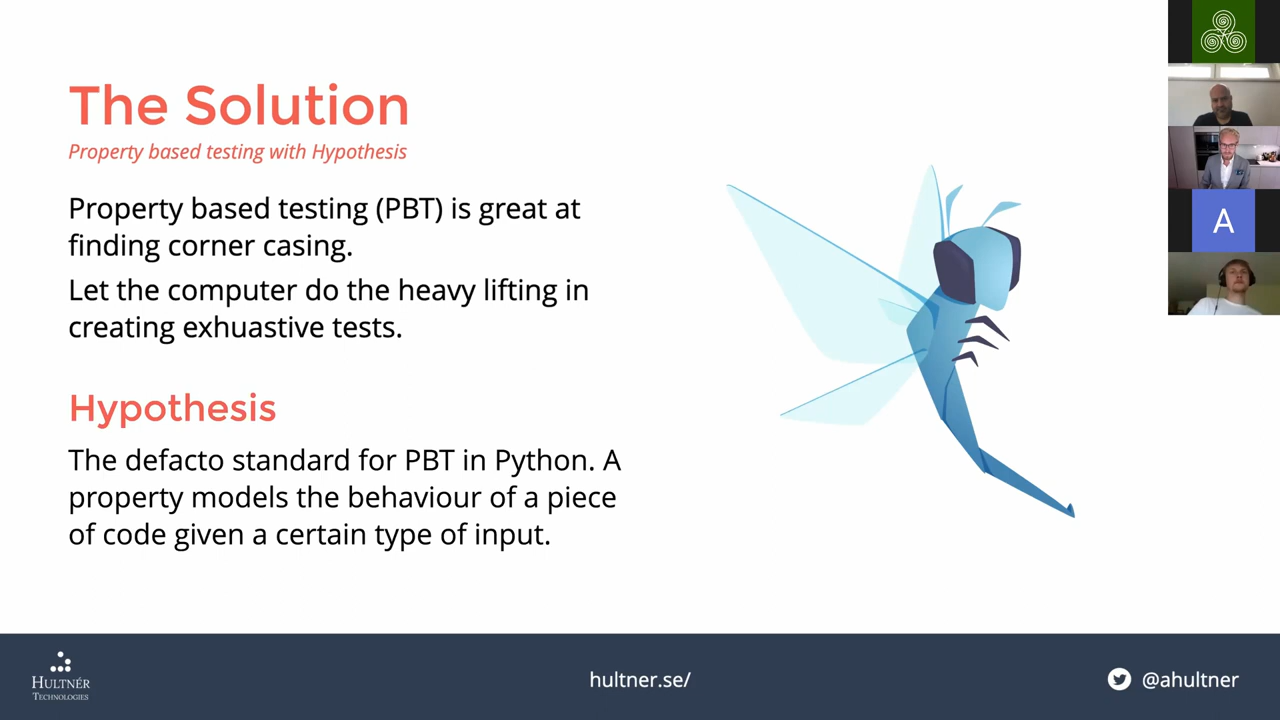 The Solution
Property based testing with Hypothesis
Property based testing (PBT) is great at
finding corner casing.
Let the computer do the heavy lifting in
creating exhuastive tests.
Hypothesis
The defacto standard for PBT in Python. A
property models the behaviour of a piece
of code given a certain type of input.
A
HULTNÉR
TECHNOLOGIES
hultner.se/
@ahultner